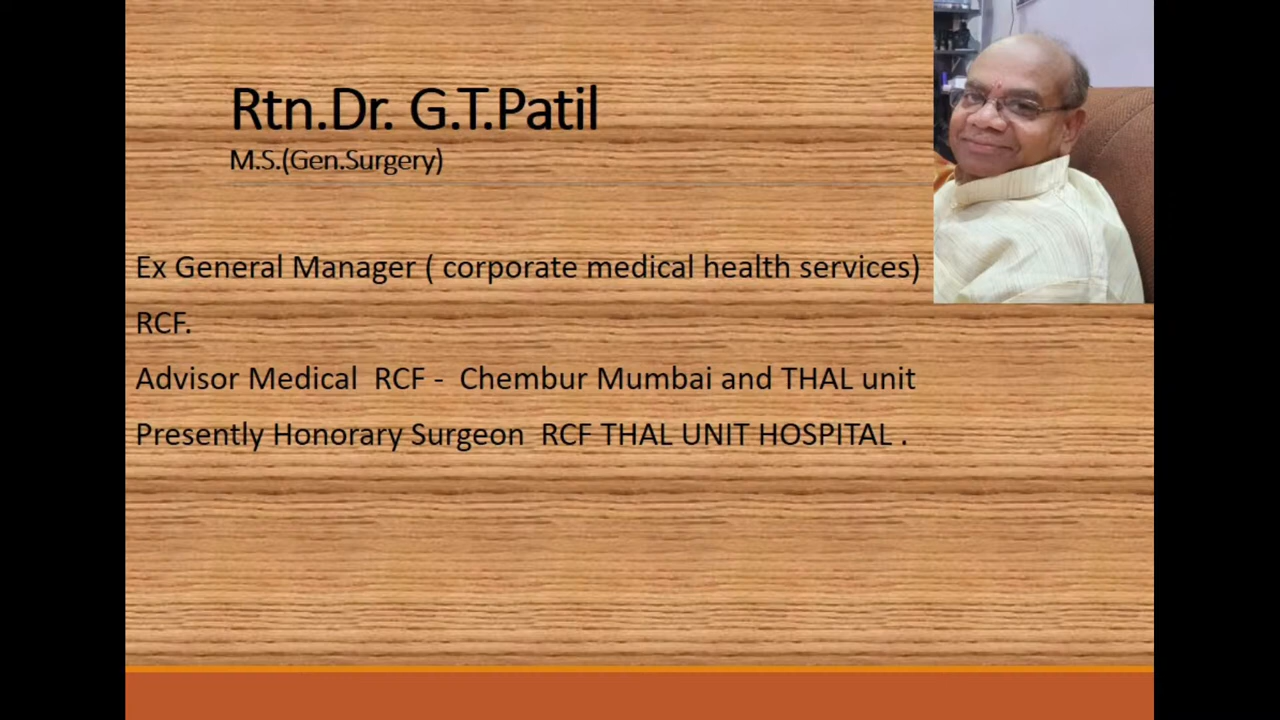 Rtn.Dr. G.T.Patil
M.S.(Gen.Surgery)
Ex General Manager ( corporate medical health services)
RCF.
Advisor Medical  RCF -  Chembur Mumbai and THAL unit
Presently Honorary Surgeon  RCF THAL UNIT HOSPITAL .